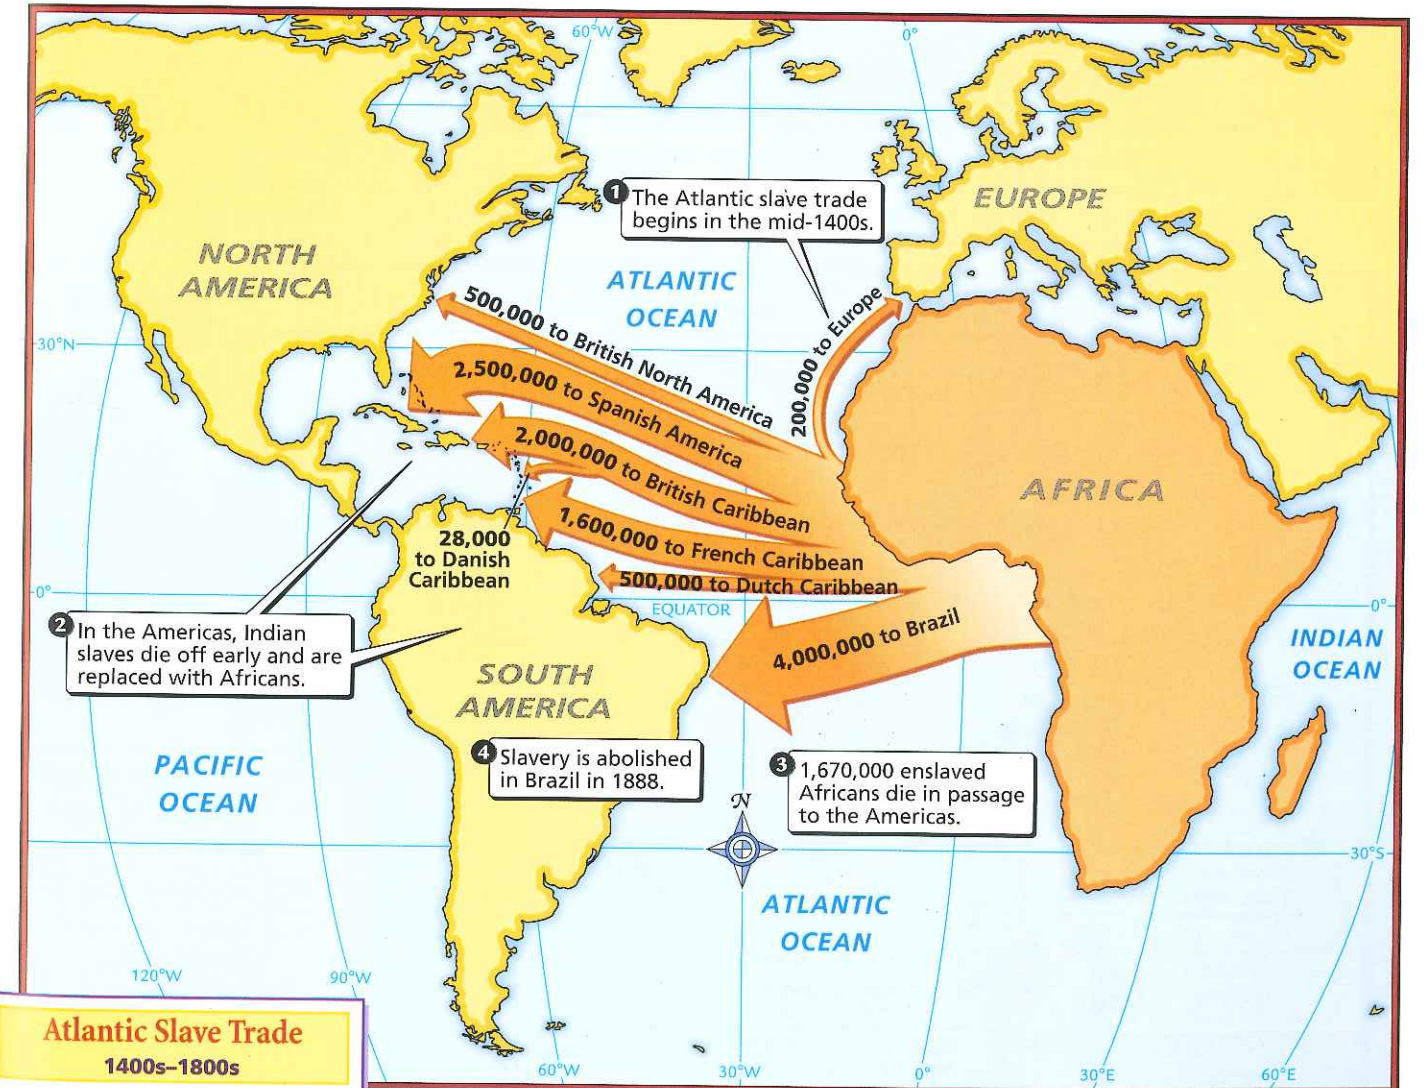 60°W
0°
1 The Atlantic slave trade
begins in the mid-1400s.
EUROPE
NORTH
AMERICA
ATLANTIC
OCEAN
500,000 to British North America
200,000 to Europe
30°N
2,500,000 to Spanish America
2,000,000 to British Caribbean
AFRICA
1,600,000 to French Caribbean
28,000
to Danish
Caribbean
500,000 to Dutch Caribbean
0°
EQUATOR
0°
4,000,000 to Brazil
2 In the Americas, Indian
slaves die off early and are
replaced with Africans.
INDIAN
OCEAN
SOUTH
AMERICA
4 Slavery is abolished
in Brazil in 1888.
3 1,670,000 enslaved
Africans die in passage
to the Americas.
PACIFIC
OCEAN
N
30°S
ATLANTIC
OCEAN
120°W
90°W
Atlantic Slave Trade
1400s–1800s
60°W
30°W
0°
30°E
60°E